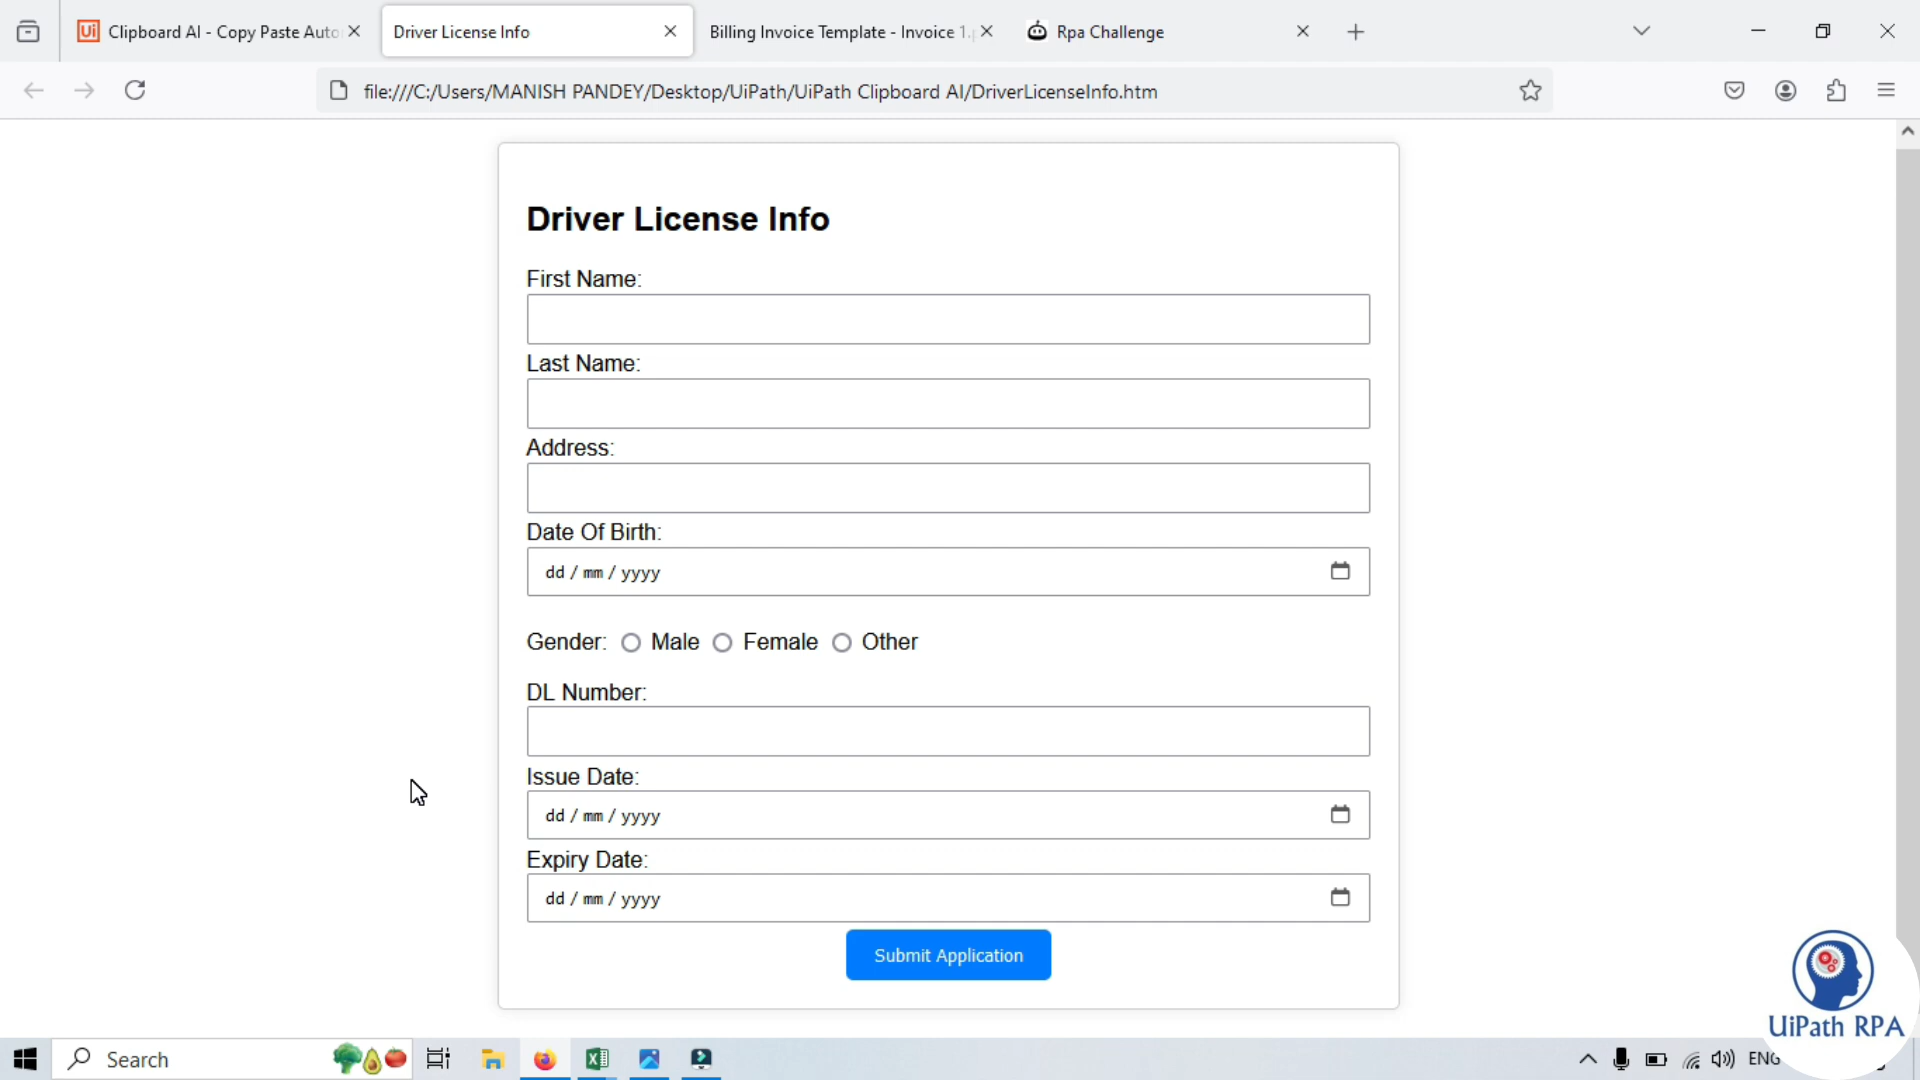 Clipboard AI - Copy Paste Auto
Driver License Info
Billing Invoice Template - Invoice 1.p
Rpa Challenge
file:///C:/Users/MANISH PANDEY/Desktop/UiPath/UiPath Clipboard AI/DriverLicenseInfo.htm
Driver License Info
First Name:
Last Name:
Address:
Date Of Birth:
dd / mm / yyyy
Gender: Male Female Other
DL Number:
Issue Date:
dd / mm / yyyy
Expiry Date:
dd / mm / yyyy
Submit Application
UiPath RPA
Search
ENG